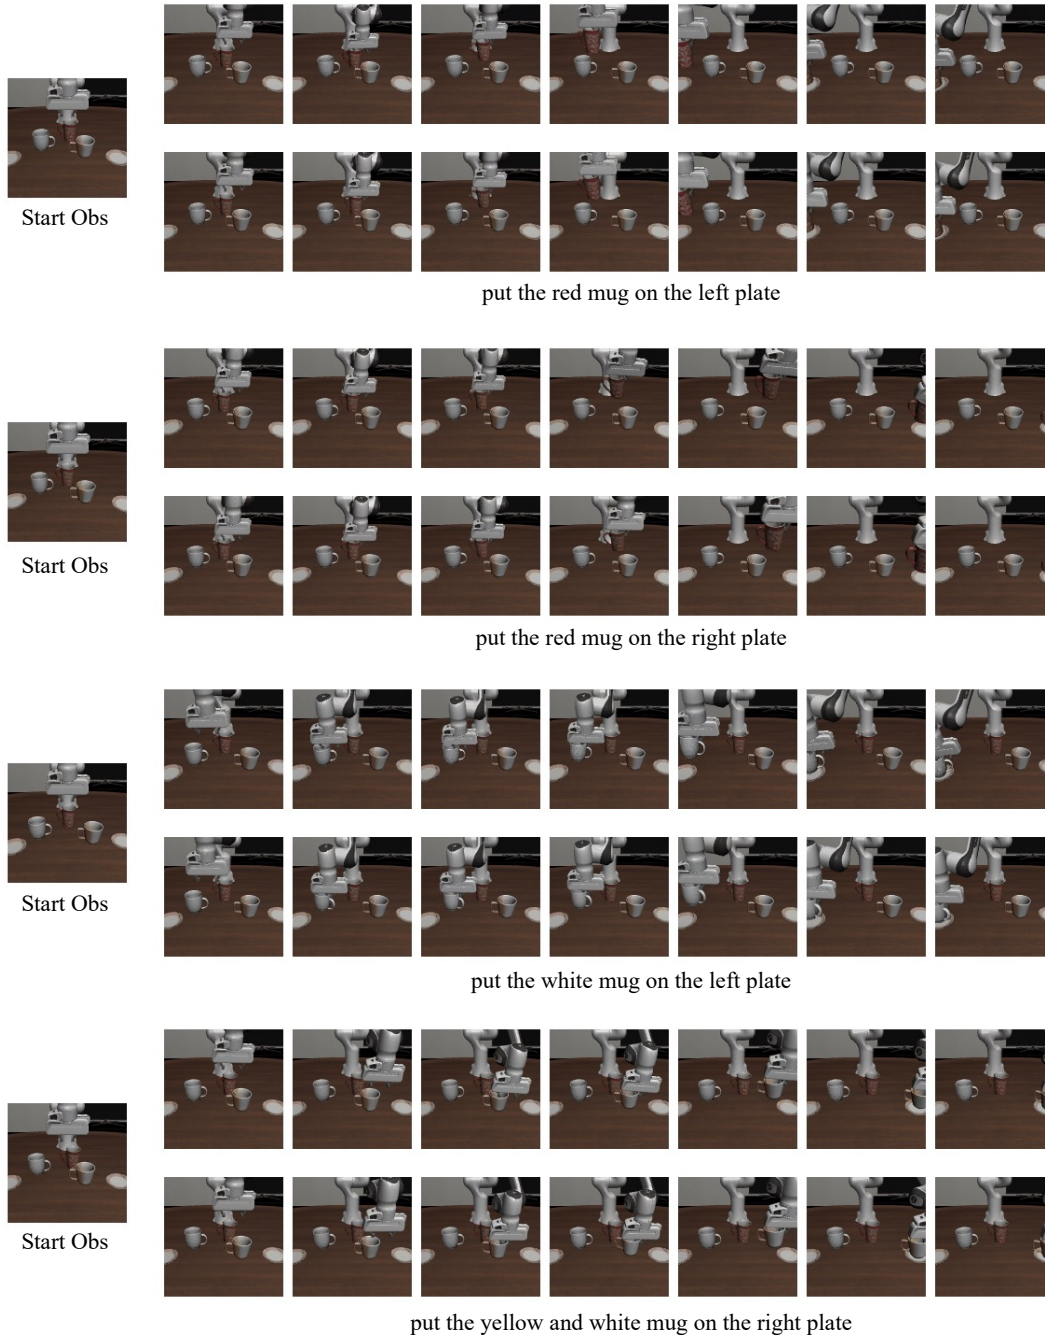 Start Obs
put the red mug on the left plate
Start Obs
put the red mug on the right plate
Start Obs
put the white mug on the left plate
Start Obs
put the yellow and white mug on the right plate